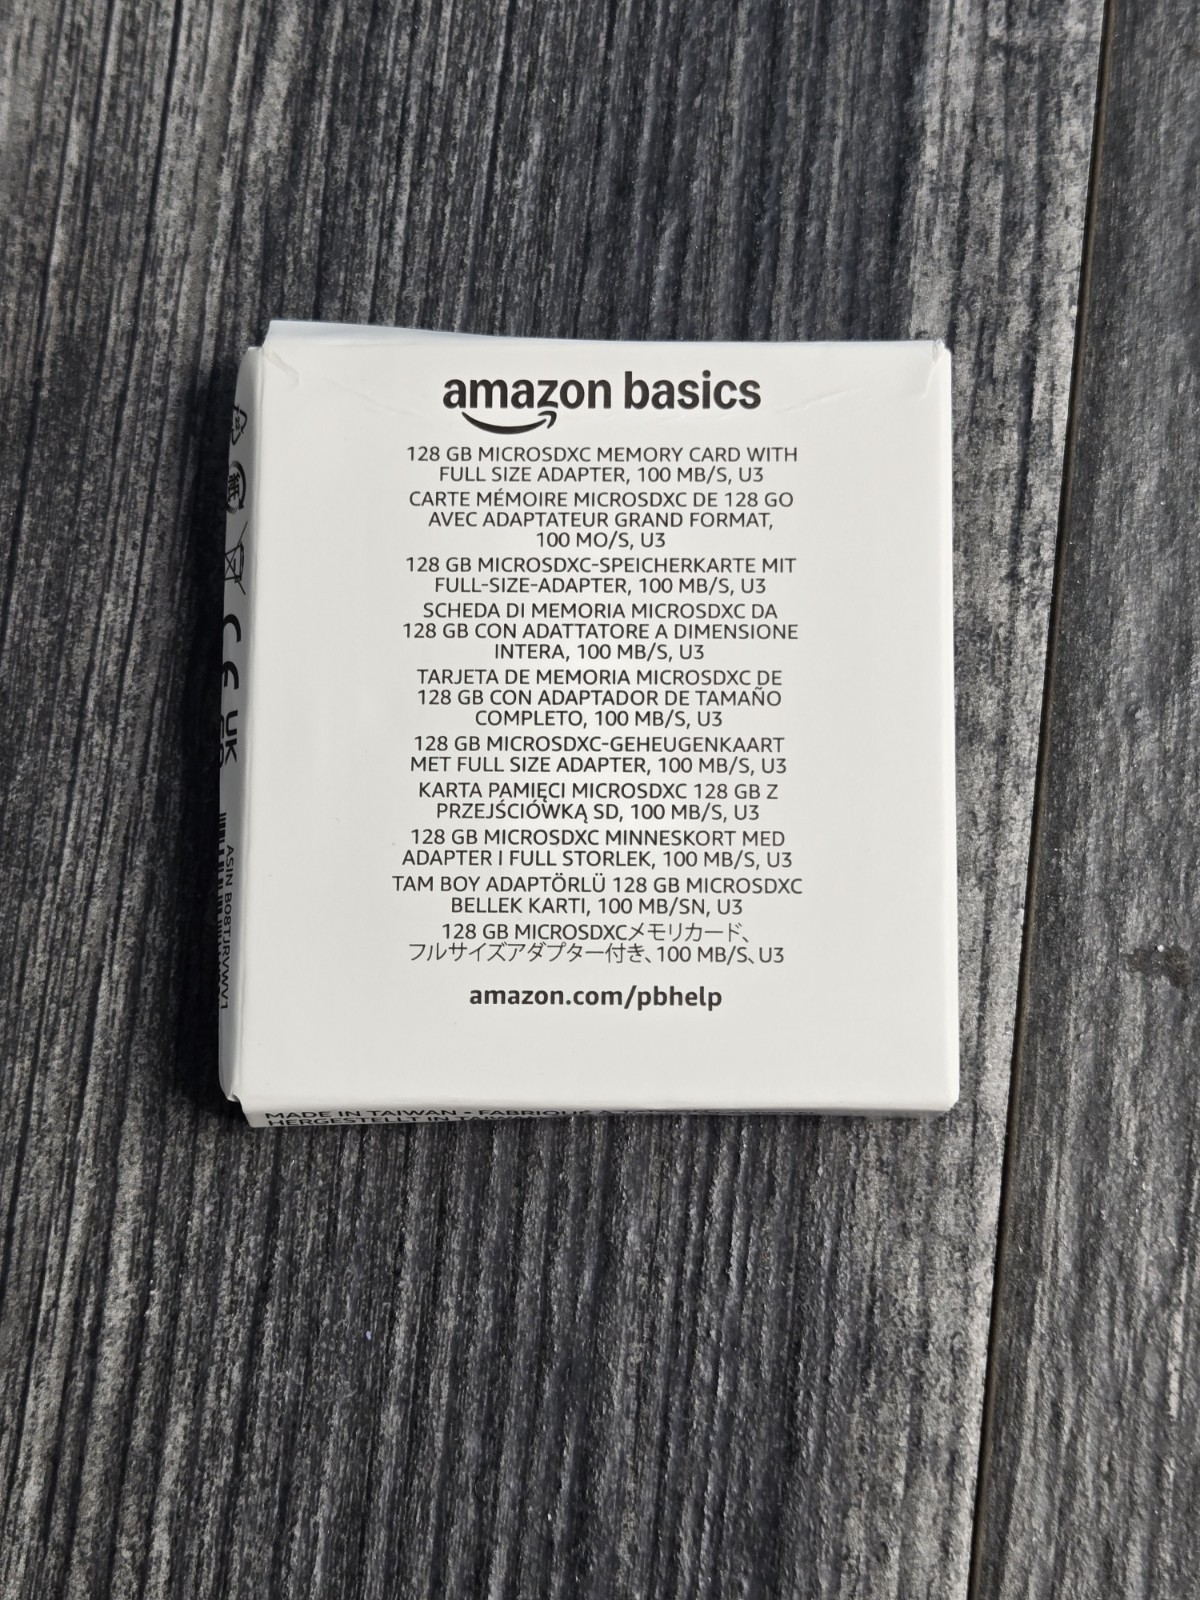 amazon basics
128 GB MICROSDXC MEMORY CARD WITH
FULL SIZE ADAPTER, 100 MB/S, U3
CARTE MÉMOIRE MICROSDXC DE 128 GO
AVEC ADAPTATEUR GRAND FORMAT,
100 MO/S, U3
128 GB MICROSDXC-SPEICHERKARTE MIT
FULL-SIZE-ADAPTER, 100 MB/S, U3
SCHEDA DI MEMORIA MICROSDXC DA
128 GB CON ADATTATORE A DIMENSIONE
INTERA, 100 MB/S, U3
TARJETA DE MEMORIA MICROSDXC DE
128 GB CON ADAPTADOR DE TAMAÑO
COMPLETO, 100 MB/S, U3
128 GB MICROSDXC-GEHEUGENKAART
MET FULL SIZE ADAPTER, 100 MB/S, U3
KARTA PAMIĘCI MICROSDXC 128 GB Z
PRZEJŚCIÓWKĄ SD, 100 MB/S, U3
128 GB MICROSDXC MINNESKORT MED
ADAPTER I FULL STORLEK, 100 MB/S, U3
TAM BOY ADAPTÖRLÜ 128 GB MICROSDXC
BELLEK KARTI, 100 MB/SN, U3
128 GB MICROSDXCメモリカード、
フルサイズアダプター付き、100 MB/S、U3
amazon.com/pbhelp
CE
UK
ASIN
MADE IN TAIWAN • FABRIQUÉ À
HERGESTELLT IN